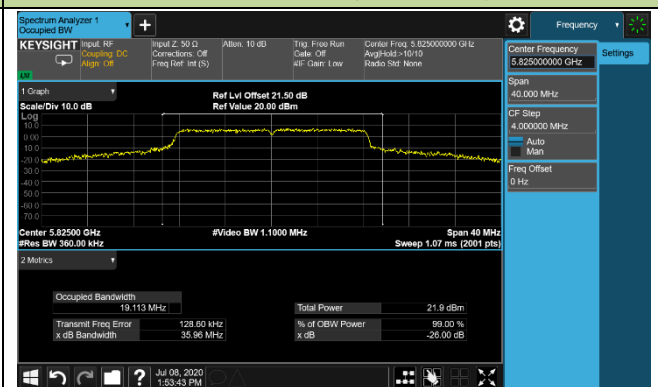 Spectrum Analyzer 1
Occupied BW
+
Frequency
KEYSIGHT
Input: RF
Coupling: DC
Align: Off
Input Z: 50 Ω
Corrections: Off
Freq Ref: Int (S)
Atten: 10 dB
Trig: Free Run
Gate: Off
#IF Gain: Low
Center Freq: 5.825000000 GHz
Avg|Hold:>10/10
Radio Std: None
Center Frequency
5.825000000 GHz
Settings
Span
40.000 MHz
CF Step
4.000000 MHz
Auto
Man
Freq Offset
0 Hz
1 Graph
Scale/Div 10.0 dB
Ref Lvl Offset 21.50 dB
Ref Value 20.00 dBm
Log
10.0
0.00
-10.0
-20.0
-30.0
-40.0
-50.0
-60.0
-70.0
Center 5.82500 GHz
#Res BW 360.00 kHz
#Video BW 1.1000 MHz
Span 40 MHz
Sweep 1.07 ms (2001 pts)
2 Metrics
Occupied Bandwidth
19.113 MHz
Total Power
21.9 dBm
Transmit Freq Error
128.60 kHz
% of OBW Power
99.00 %
x dB Bandwidth
35.96 MHz
x dB
-26.00 dB
?
Jul 08, 2020
1:53:43 PM